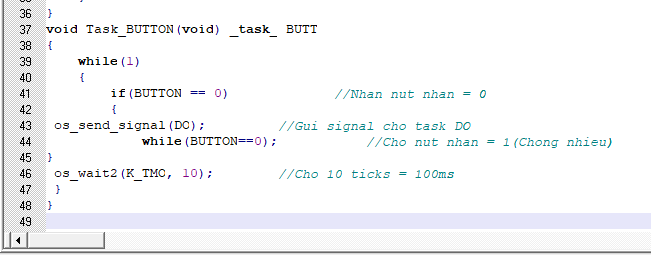 36 }
37 void Task_BUTTON(void) _task_ BUTT
38 {
39 while(1)
40 {
41 if(BUTTON == 0) //Nhan nut nhan = 0
42 {
43 os_send_signal(DO); //Gui signal cho task DO
44 while(BUTTON==0); //Cho nut nhan = 1(Chong nhieu)
45 }
46 os_wait2(K_TMO, 10); //Cho 10 ticks = 100ms
47 }
48 }
49